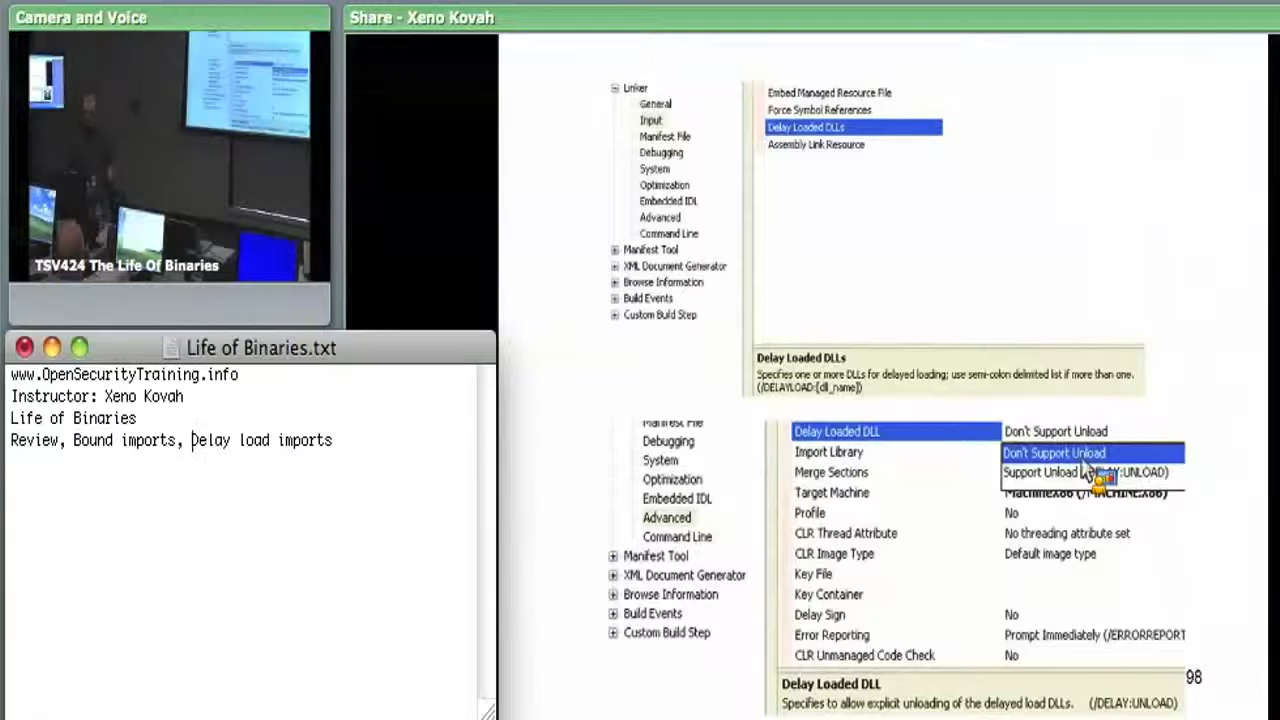 Camera and Voice
Share - Xeno Kovah
TSV424 The Life Of Binaries
Life of Binaries.txt
www.OpenSecurityTraining.info
Instructor: Xeno Kovah
Life of Binaries
Review, Bound imports, Delay load imports
Linker
General
Input
Manifest File
Debugging
System
Optimization
Embedded IDL
Advanced
Command Line
Manifest Tool
XML Document Generator
Browse Information
Build Events
Custom Build Step
Embed Managed Resource File
Force Symbol References
Delay Loaded DLLs
Assembly Link Resource
Delay Loaded DLLs
Specifies one or more DLLs for delayed loading; use semi-colon delimited list if more than one.
(/DELAYLOAD:[dll_name])
Manifest File
Debugging
System
Optimization
Embedded IDL
Advanced
Command Line
Manifest Tool
XML Document Generator
Browse Information
Build Events
Custom Build Step
Delay Loaded DLL Don't Support Unload
Import Library Don't Support Unload
Merge Sections Support Unload :UNLOAD)
Target Machine MachineX86 (/MACHINE:X86)
Profile No
CLR Thread Attribute No threading attribute set
CLR Image Type Default image type
Key File
Key Container
Delay Sign No
Error Reporting Prompt Immediately (/ERRORREPORT
CLR Unmanaged Code Check No
Delay Loaded DLL
Specifies to allow explicit unloading of the delayed load DLLs. (/DELAY:UNLOAD)
98